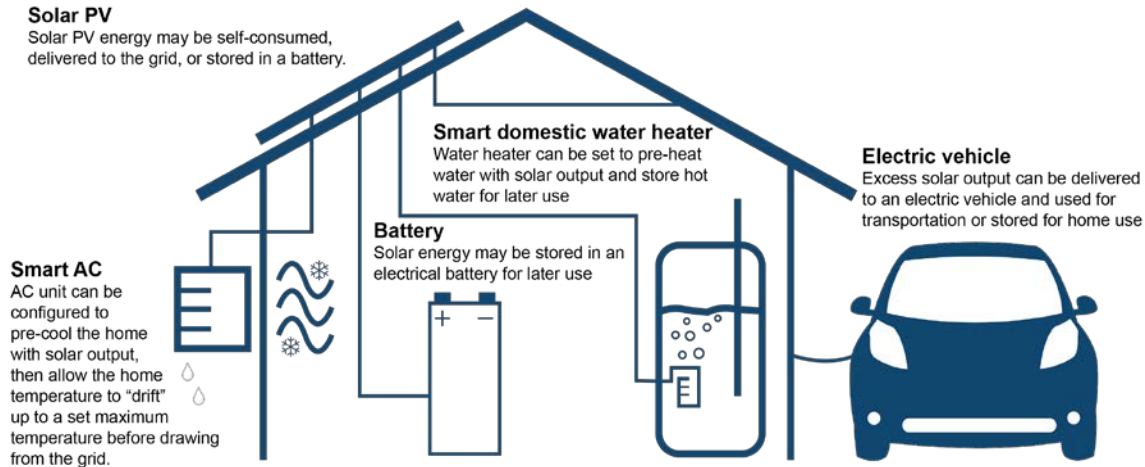 Solar PV
Solar PV energy may be self-consumed,
delivered to the grid, or stored in a battery.
Smart domestic water heater
Water heater can be set to pre-heat
water with solar output and store hot
water for later use
Electric vehicle
Excess solar output can be delivered
to an electric vehicle and used for
transportation or stored for home use
Battery
Solar energy may be stored in an
electrical battery for later use
Smart AC
AC unit can be
configured to
pre-cool the home
with solar output,
then allow the home
temperature to “drift”
up to a set maximum
temperature before drawing
from the grid.
+ −